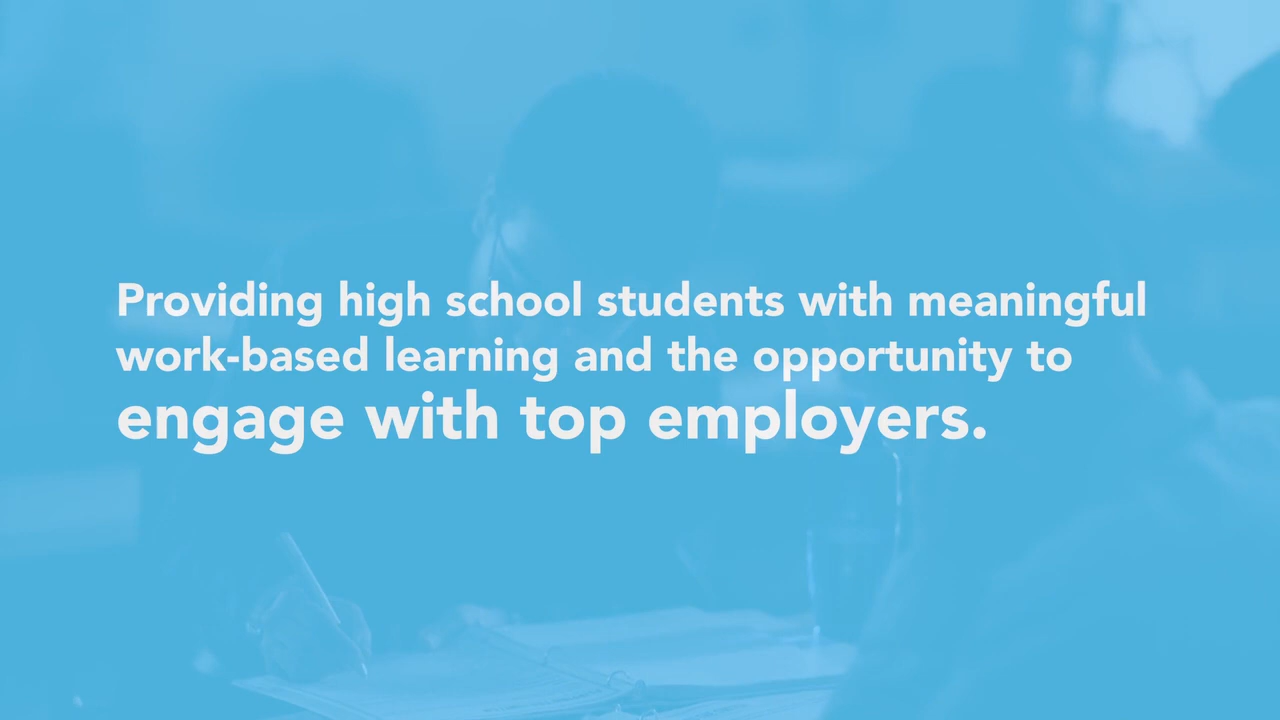 Providing high school students with meaningful
work-based learning and the opportunity to
engage with top employers.